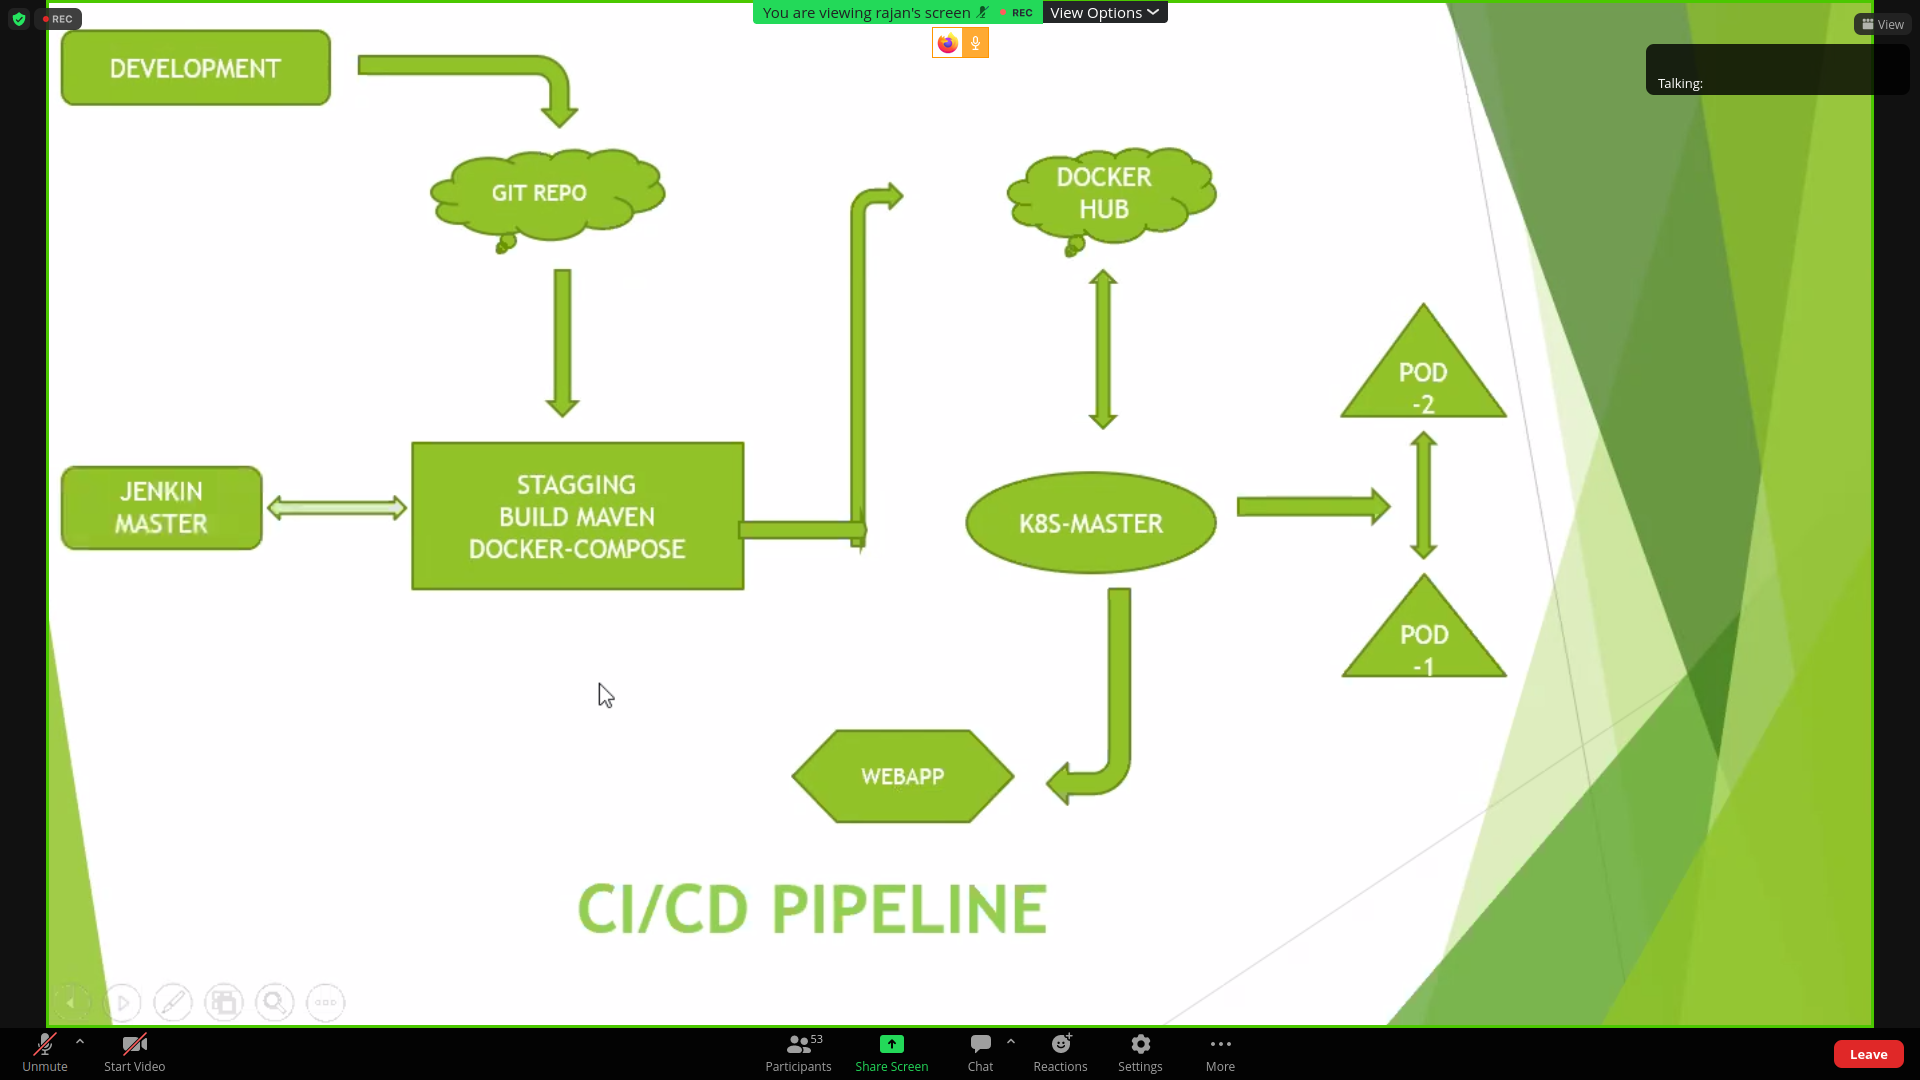 REC
You are viewing rajan's screen
REC
View Options
View
Talking:
DEVELOPMENT
GIT REPO
DOCKER
HUB
POD
-2
JENKIN
MASTER
STAGGING
BUILD MAVEN
DOCKER-COMPOSE
K8S-MASTER
POD
-1
WEBAPP
CI/CD PIPELINE
Unmute
Start Video
53
Participants
Share Screen
Chat
Reactions
Settings
More
Leave